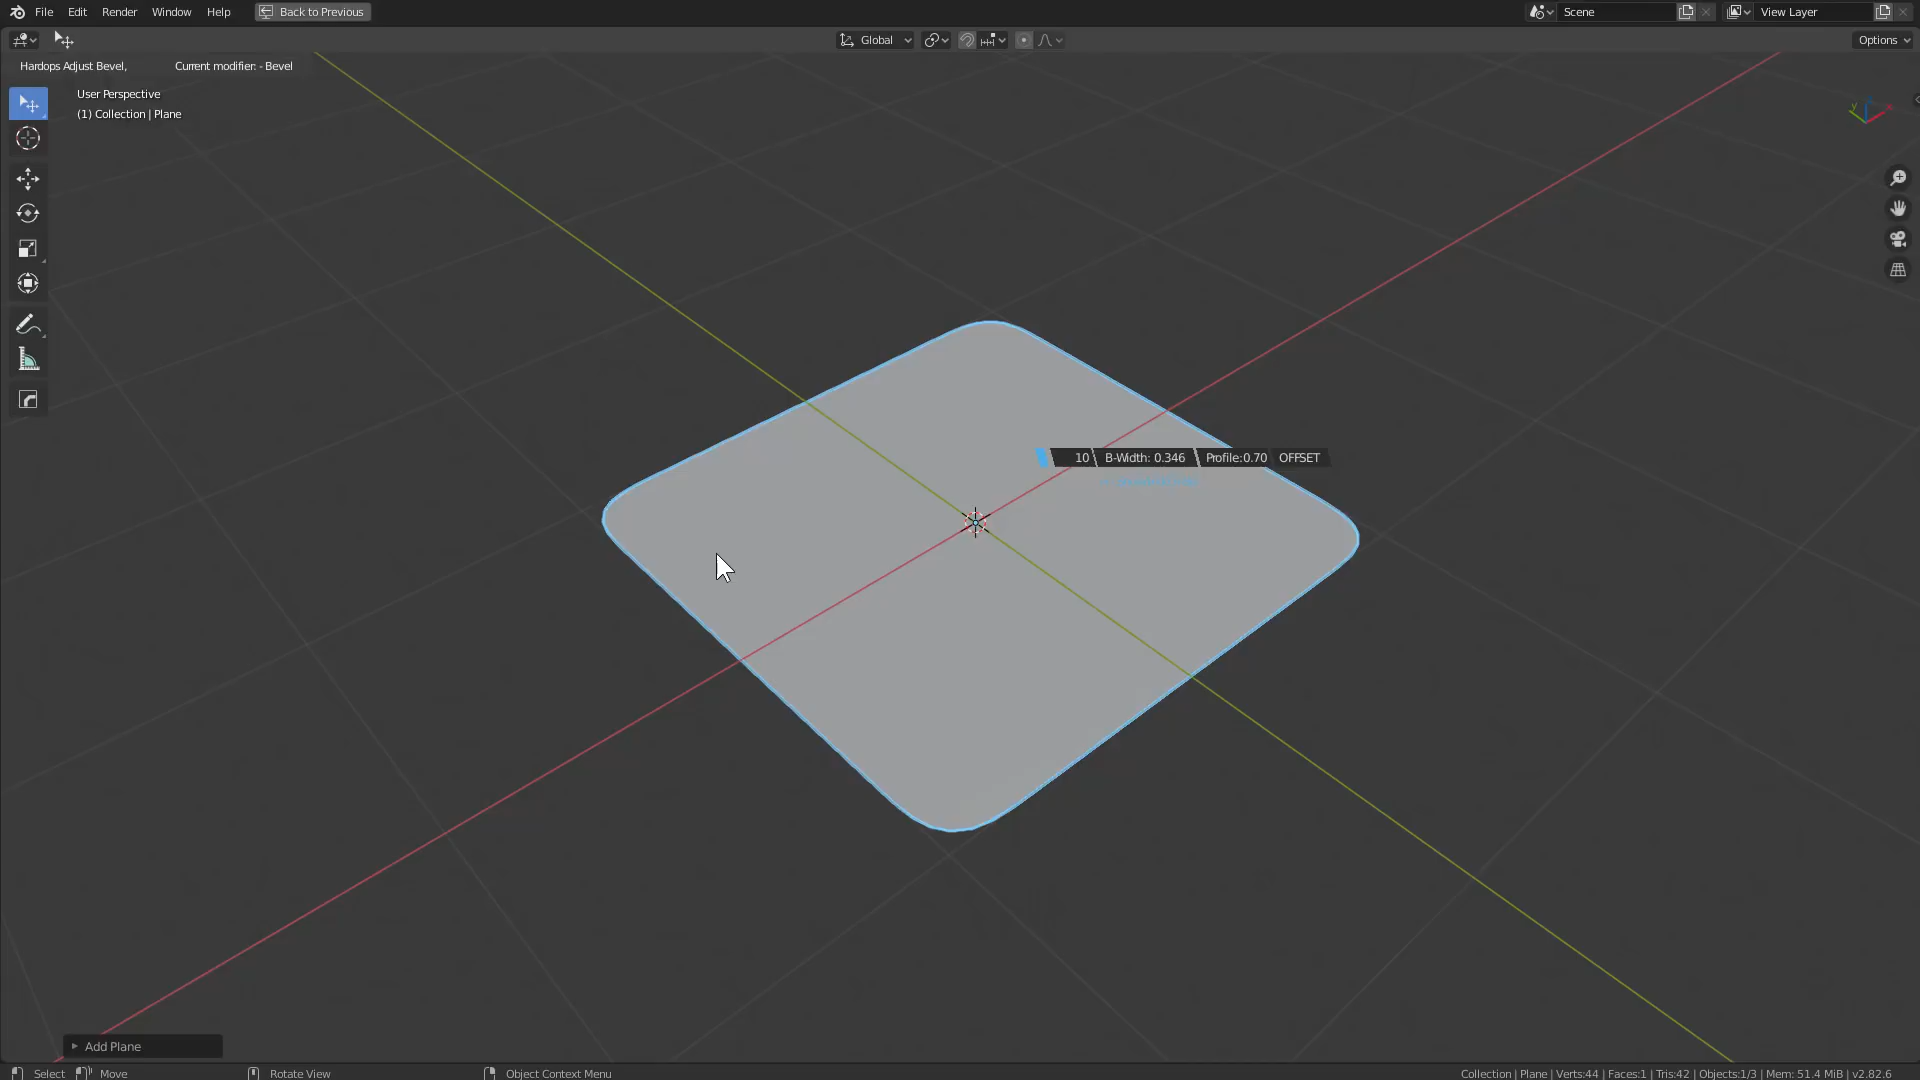 File Edit Render Window Help Back to Previous Scene View Layer
Global Options
Hardops Adjust Bevel, Current modifier: - Bevel
User Perspective
(1) Collection | Plane
10 B-Width: 0.346 Profile:0.70 OFFSET
Add Plane
Select Move Rotate View Object Context Menu Collection | Plane | Verts:44 | Faces:1 | Tris:42 | Objects:1/3 | Mem: 51.4 MiB | v2.82.6